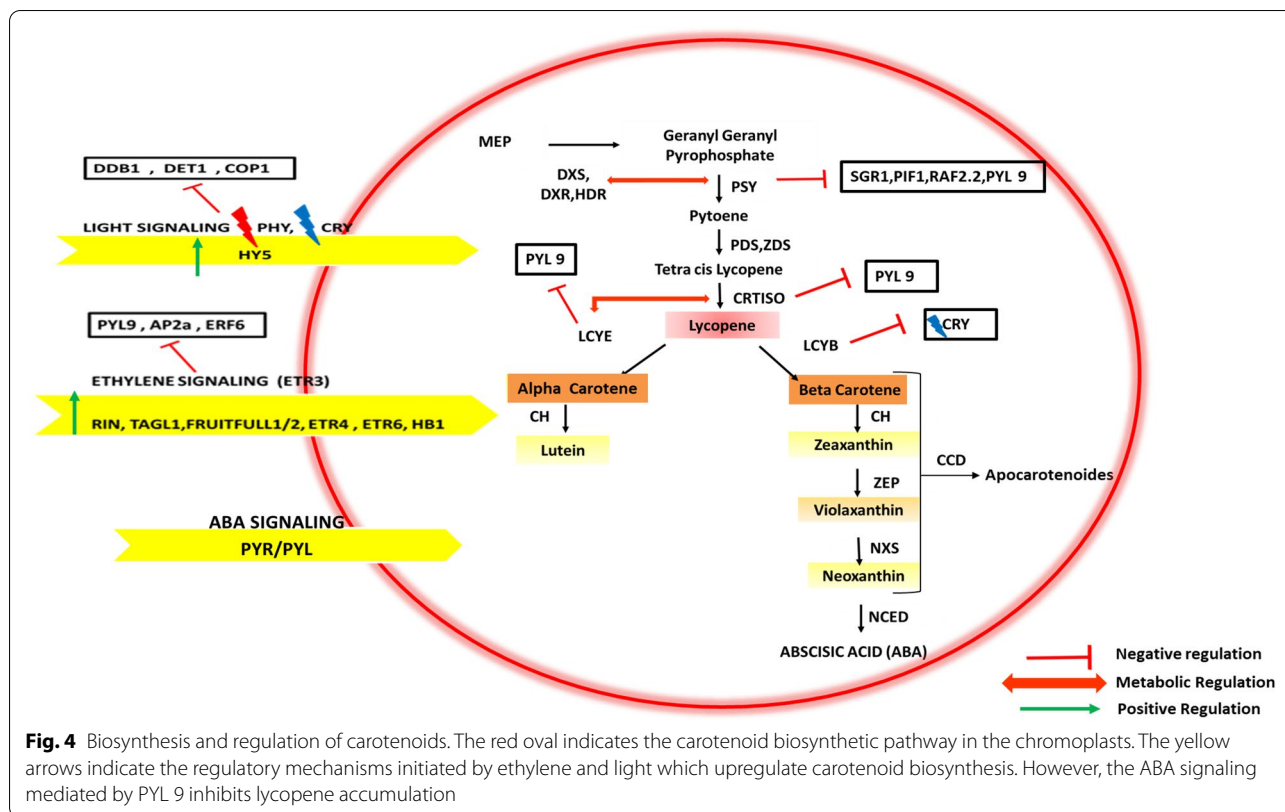 MEP
Geranyl Geranyl
Pyrophosphate
DXS,
DXR,HDR
PSY
SGR1,PIF1,RAF2.2,PYL 9
Pytoene
PDS,ZDS
Tetra cis Lycopene
PYL 9
CRTISO
PYL 9
Lycopene
LCYE
LCYB
CRY
Alpha Carotene
CH
Lutein
Beta Carotene
CH
Zeaxanthin
ZEP
Violaxanthin
NXS
Neoxanthin
CCD
Apocarotenoides
NCED
ABSCISIC ACID (ABA)
DDB1 , DET1 , COP1
LIGHT SIGNALING PHY, CRY
HY5
PYL9 , AP2a , ERF6
ETHYLENE SIGNALING (ETR3)
RIN, TAGL1,FRUITFULL1/2, ETR4 , ETR6, HB1
ABA SIGNALING
PYR/PYL
Negative regulation
Metabolic Regulation
Positive Regulation
Fig. 4 Biosynthesis and regulation of carotenoids. The red oval indicates the carotenoid biosynthetic pathway in the chromoplasts. The yellow
arrows indicate the regulatory mechanisms initiated by ethylene and light which upregulate carotenoid biosynthesis. However, the ABA signaling
mediated by PYL 9 inhibits lycopene accumulation